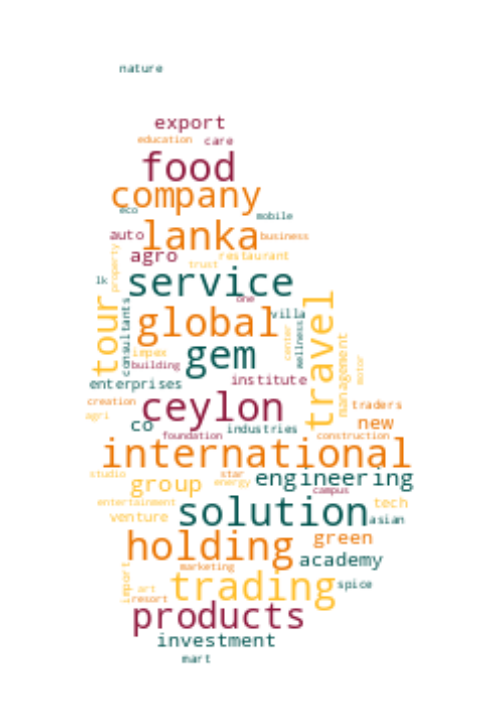 nature
export
education care
food
company
eco
mobile
lanka
auto
business
agro
restaurant
trust
property
lk
service
one
consultants
tour
global
villa
travel
wellness
center
impex
gem
management
motor
building
enterprises
institute
creation
ceylon
traders
agri
co
new
industries
foundation
construction
international
studio
star
engineering
energy
group
campus
entertainment
tech
venture
solution
asian
holding
green
academy
marketing
import
art
trading
spice
resort
products
investment
mart